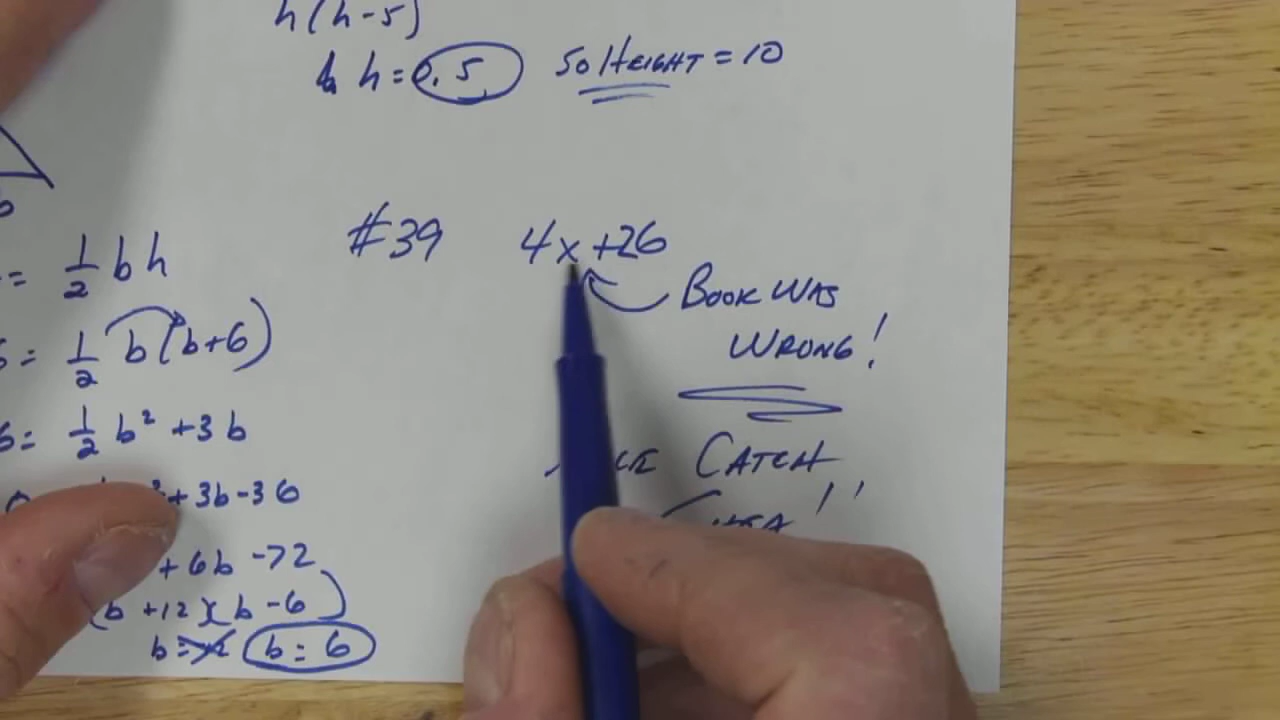 h(h-5)
h = 0, 5 So Height = 10
b
= 1/2 b h
= 1/2 b(b+6)
6 = 1/2 b² +3b
+3b-36
+6b -72
(b +12)(b -6)
b = b = 6
#39 4x+26
Book Was
Wrong!
Catch